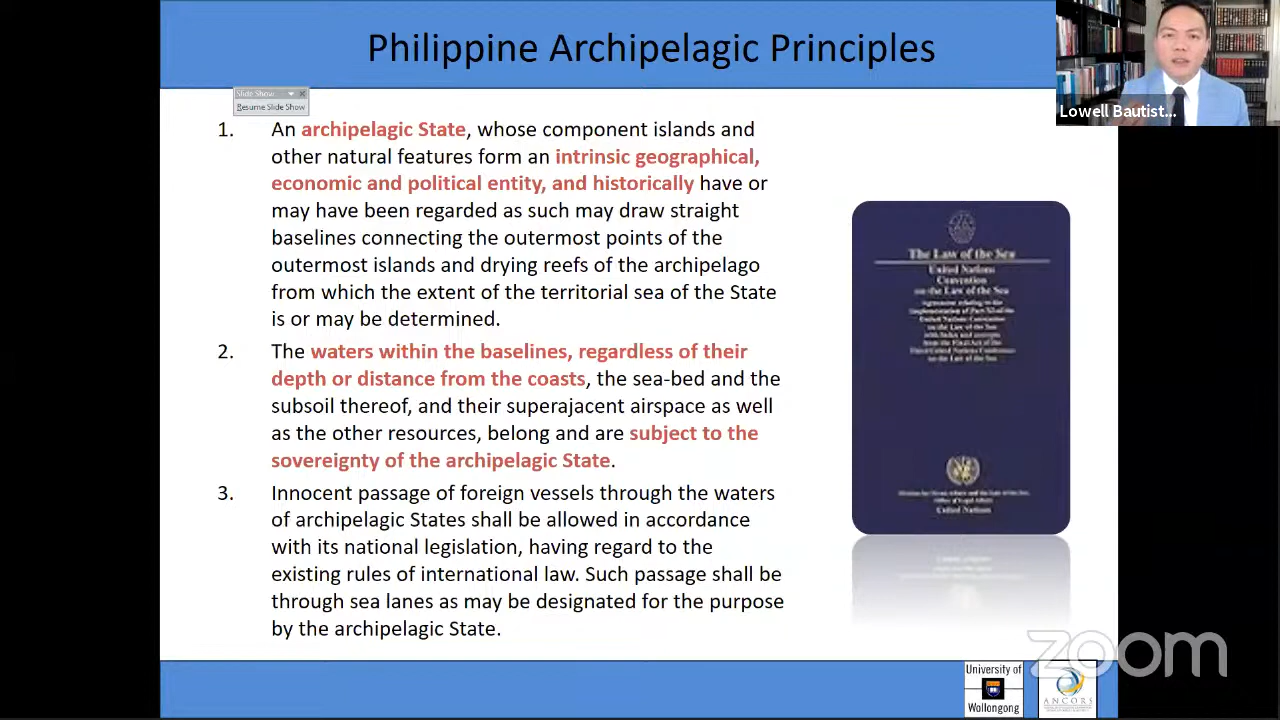 Philippine Archipelagic Principles
Lowell Bautist...
Slide Show
Resume Slide Show
1. An archipelagic State, whose component islands and
other natural features form an intrinsic geographical,
economic and political entity, and historically have or
may have been regarded as such may draw straight
baselines connecting the outermost points of the
outermost islands and drying reefs of the archipelago
from which the extent of the territorial sea of the State
is or may be determined.
2. The waters within the baselines, regardless of their
depth or distance from the coasts, the sea-bed and the
subsoil thereof, and their superajacent airspace as well
as the other resources, belong and are subject to the
sovereignty of the archipelagic State.
3. Innocent passage of foreign vessels through the waters
of archipelagic States shall be allowed in accordance
with its national legislation, having regard to the
existing rules of international law. Such passage shall be
through sea lanes as may be designated for the purpose
by the archipelagic State.
The Law of the Sea
United Nations
Convention
on the Law of the Sea
United Nations
zoom
University of
Wollongong
ANCORS